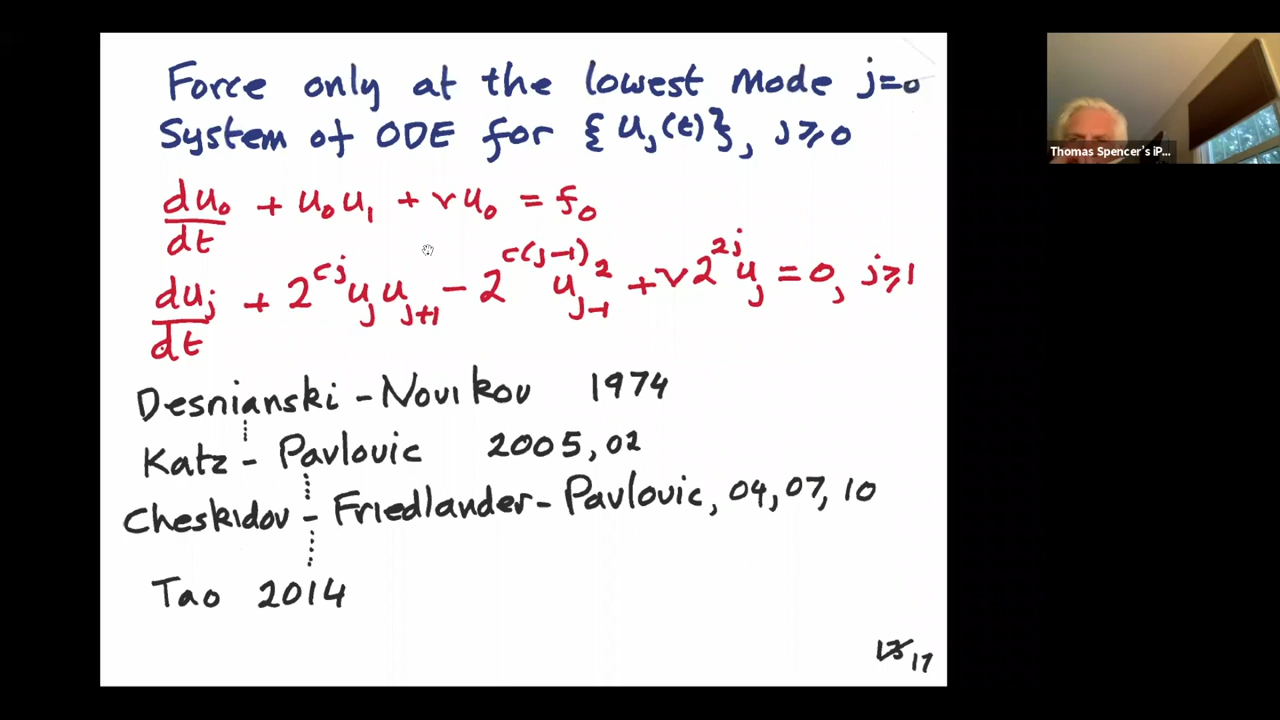 Force only at the lowest mode j=0
System of ODE for {u_j(t)}, j≥0
du_0/dt + u_0 u_1 + ν u_0 = f_0
du_j/dt + 2^{cj} u_j u_{j+1} - 2^{c(j-1)} u_{j-1}^2 + ν 2^{2j} u_j = 0, j≥1
Desnianski - Novikov 1974
Katz - Pavlovic 2005, 02
Cheskidov - Friedlander - Pavlovic, 04, 07, 10
Tao 2014
17
Thomas Spencer's iP...